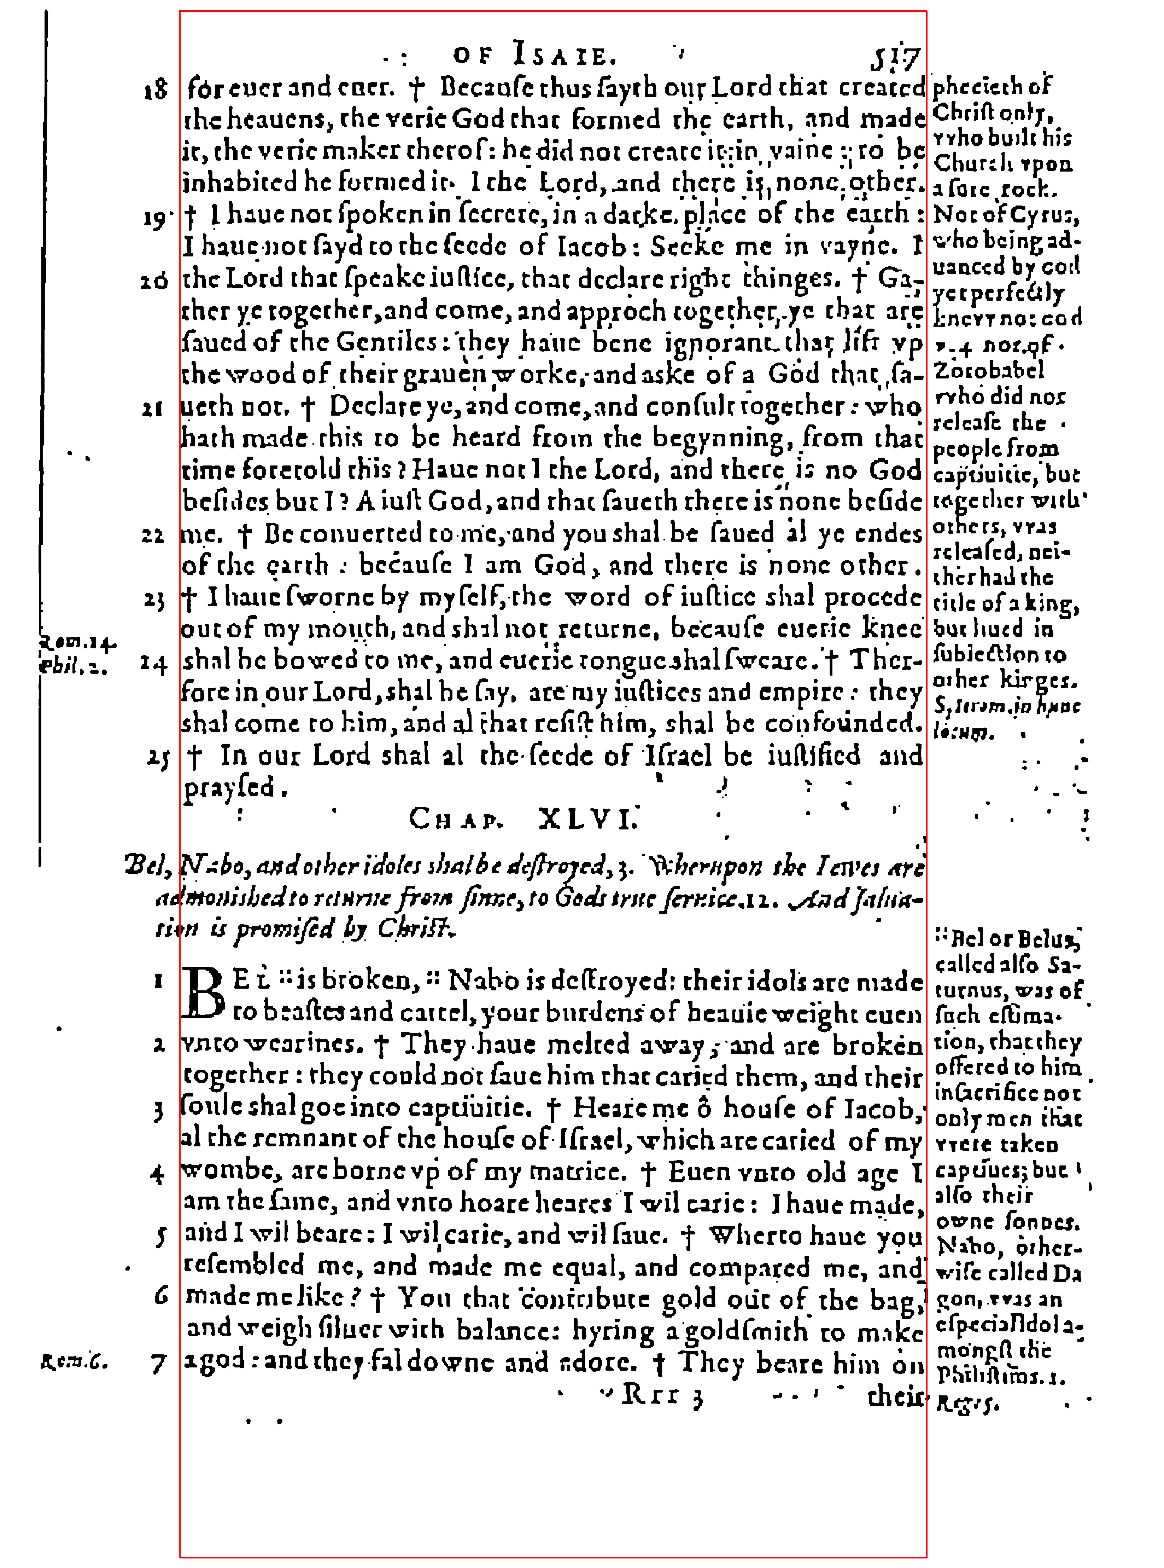 OF ISAIE. 517
18 for euer and euer. † Becauſe thus ſayth our Lord that created
the heauens, the verie God that formed the earth, and made
it, the verie maker therof: he did not create it in vaine: to be
inhabited he formed it. I the Lord, and there is none other.
19 † I haue not ſpoken in ſecrete, in a darke place of the earth:
I haue not ſayd to the ſeede of Iacob: Seeke me in vayne. I
20 the Lord that ſpeake iuſtice, that declare right thinges. † Ga-
ther ye together, and come, and approch together, ye that are
ſaued of the Gentiles: they haue bene ignorant that lift vp
the wood of their grauen worke, and aske of a God that ſa-
21 ueth not. † Declare ye, and come, and conſult together: who
hath made this to be heard from the begynning, from that
time foretold this? Haue not I the Lord, and there is no God
beſides but I? A iuſt God, and that ſaueth there is none beſide
22 me. † Be conuerted to me, and you shal be ſaued al ye endes
of the earth: becauſe I am God, and there is none other.
23 † I haue ſworne by my ſelf, the word of iuſtice shal procede
out of my mouth, and shal not returne, becauſe euerie knee
24 shal be bowed to me, and euerie tongue shal ſweare. † Ther-
fore in our Lord, shal he ſay, are my iuſtices and empire: they
shal come to him, and al that reſiſt him, shal be confounded.
25 † In our Lord shal al the ſeede of Iſrael be iuſtified and
prayſed.
Rom. 14.
Phil. 2.
phecieth of
Chriſt only,
vvho built his
Church vpon
a ſure rock.
Not of Cyrus,
who being ad-
uanced by God
yet perfectly
knevv not God
v. 4 nor of
Zorobabel
vvho did not
releaſe the
people from
captiuitie, but
together with
others, vvas
releaſed, nei-
ther had the
title of a king,
but liued in
ſubiection to
other kinges.
S. Ierom. in hunc
locum.
CHAP. XLVI.
Bel, Nabo, and other idoles shal be deſtroyed, 3. Wherupon the Iewes are
admonished to returne from ſinne, to Gods true ſeruice. 12. And ſalua-
tion is promiſed by Chriſt.
1 BEL :: is broken, :: Nabo is deſtroyed: their idols are made
to beaſtes and cattel, your burdens of heauie weight euen
2 vnto wearines. † They haue melted away, and are broken
together: they could not ſaue him that caried them, and their
3 ſoule shal goe into captiuitie. † Heare me ô houſe of Iacob,
al the remnant of the houſe of Iſrael, which are caried of my
4 wombe, are borne vp of my matrice. † Euen vnto old age I
am the ſame, and vnto hoare heares I wil carie: I haue made,
5 and I wil beare: I wil carie, and wil ſaue. † Wherto haue you
reſembled me, and made me equal, and compared me, and
6 made me like? † You that contribute gold out of the bag,
and weigh ſiluer with balance: hyring a goldſmith to make
7 a god: and they fal downe and adore. † They beare him on
Rom. 6.
Rrr 3 their
:: Bel or Belus,
called alſo Sa-
turnus, was of
ſuch eſtima-
tion, that they
offered to him
in ſacrifice not
only men that
vvere taken
captiues; but
alſo their
owne ſonnes.
Nabo, other-
wiſe called Da
gon, vvas an
eſpecial Idol a-
mongſt the
Philiſtims. 1.
Reg. 5.